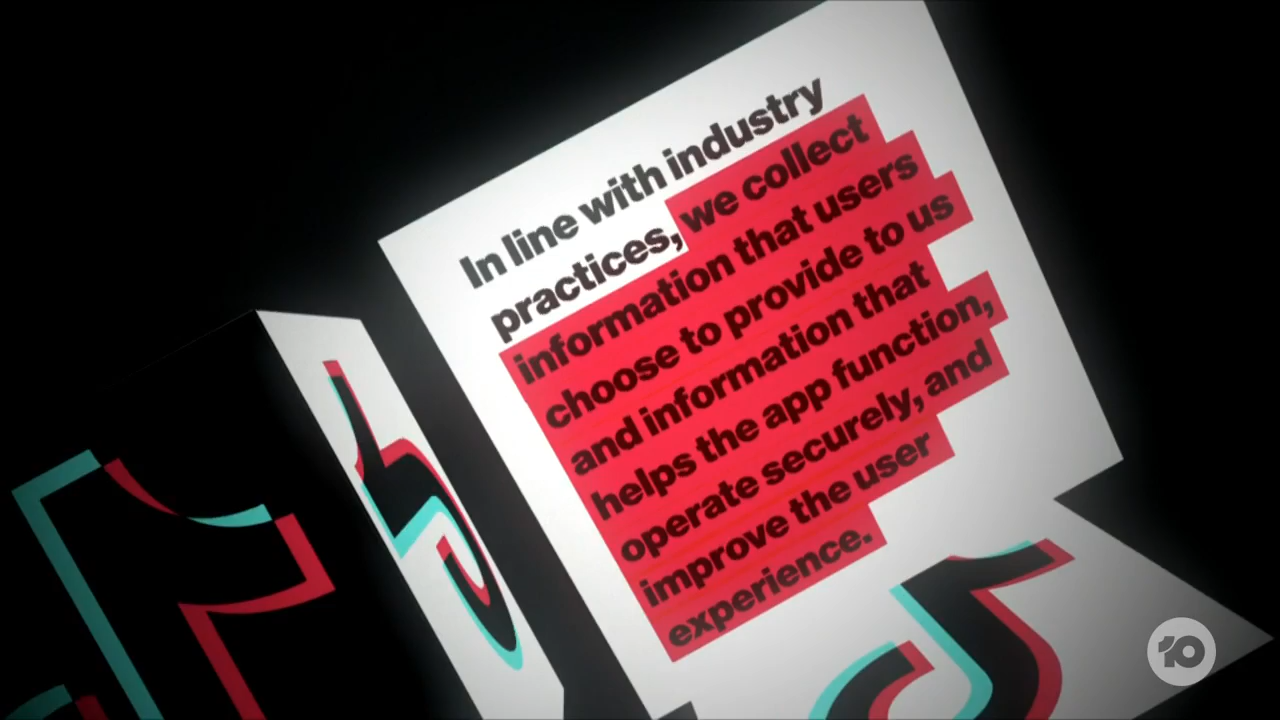 In line with industry
practices, we collect
information that users
choose to provide to us
and information that
helps the app function,
operate securely, and
improve the user
experience.
10